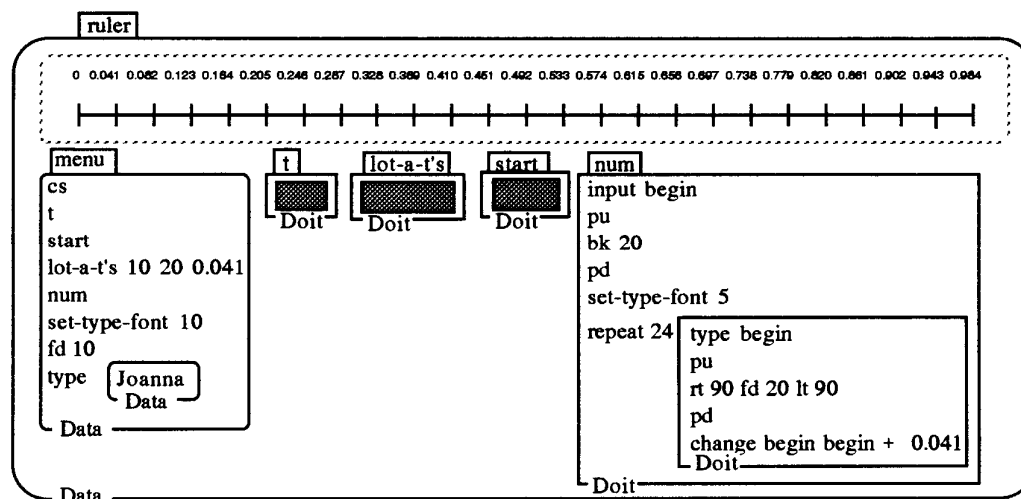 ruler
0 0.041 0.082 0.123 0.164 0.205 0.246 0.287 0.328 0.369 0.410 0.451 0.492 0.533 0.574 0.615 0.656 0.697 0.738 0.779 0.820 0.861 0.902 0.943 0.984
menu
cs
t
start
lot-a-t's 10 20 0.041
num
set-type-font 10
fd 10
type
Joanna
Data
Data
t
Doit
lot-a-t's
Doit
start
Doit
num
input begin
pu
bk 20
pd
set-type-font 5
repeat 24
type begin
pu
rt 90 fd 20 lt 90
pd
change begin begin + 0.041
Doit
Doit
Data